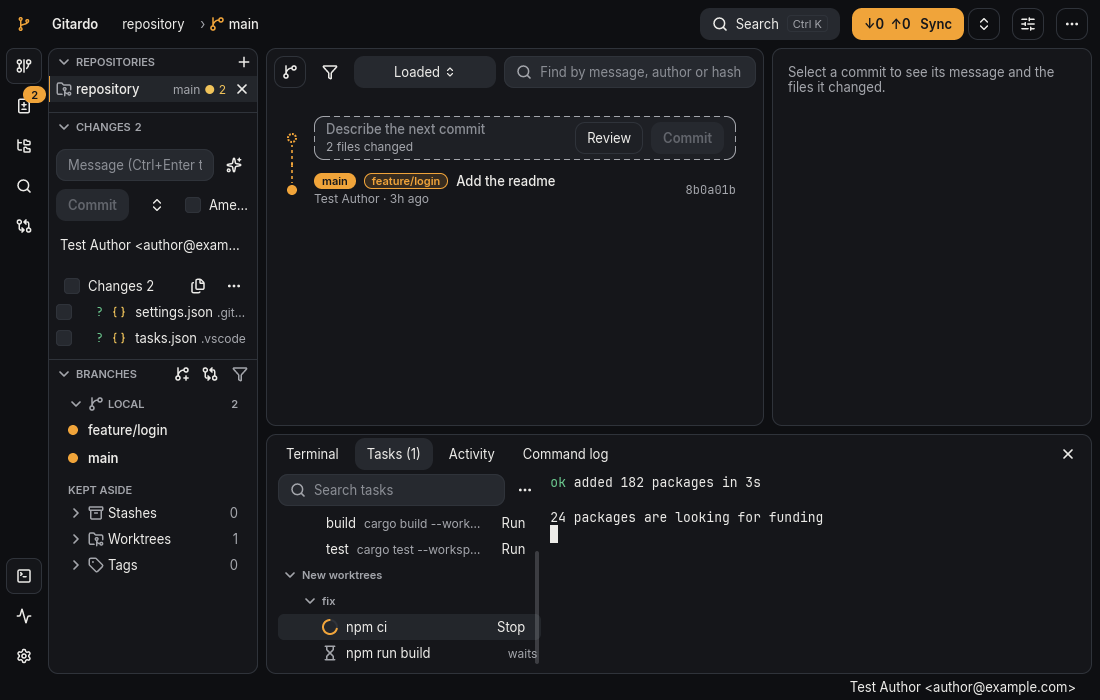 Gitardo
repository
main
Search
Ctrl K
↓0 ↑0 Sync
REPOSITORIES
repository main 2
2
CHANGES 2
Message (Ctrl+Enter t
Commit
Ame...
Test Author <author@exam...
Changes 2
? {} settings.json .git...
? {} tasks.json .vscode
BRANCHES
LOCAL 2
feature/login
main
KEPT ASIDE
Stashes 0
Worktrees 1
Tags 0
Loaded
Find by message, author or hash
Describe the next commit
2 files changed
Review
Commit
main feature/login Add the readme
Test Author · 3h ago
8b0a01b
Select a commit to see its message and the
files it changed.
Terminal
Tasks (1)
Activity
Command log
Search tasks
build cargo build --work... Run
test cargo test --worksp... Run
New worktrees
fix
npm ci Stop
npm run build waits
ok added 182 packages in 3s
24 packages are looking for funding
Test Author <author@example.com>